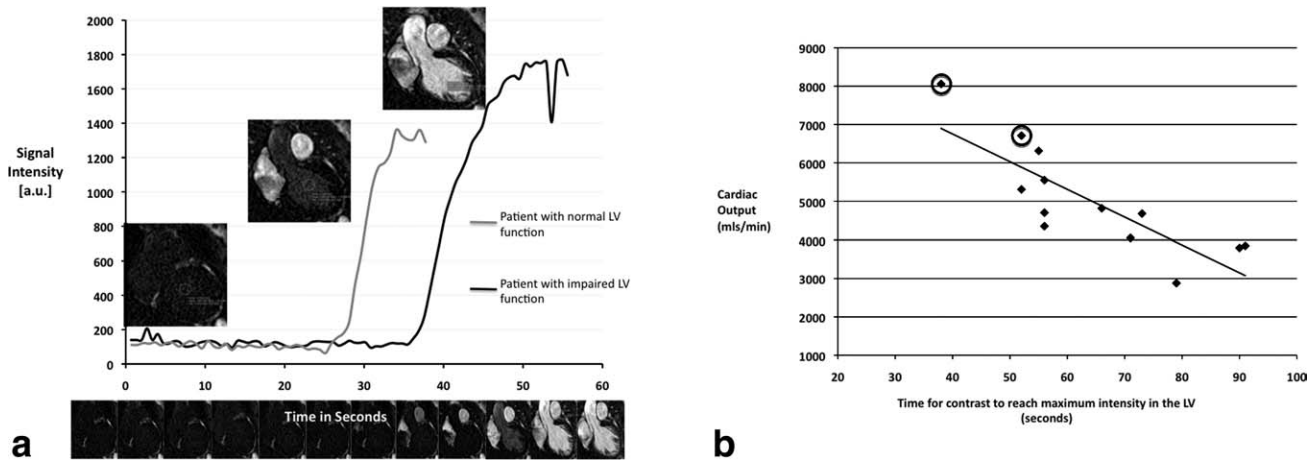 2000
1800
1600
1400
1200
1000
800
600
400
200
0
Signal
Intensity
[a.u.]
Patient with normal LV
function
Patient with impaired LV
function
0 10 20 30 40 50 60
Time in Seconds
a
9000
8000
7000
6000
5000
4000
3000
2000
1000
Cardiac
Output
(mls/min)
20 30 40 50 60 70 80 90 100
Time for contrast to reach maximum intensity in the LV
(seconds)
b